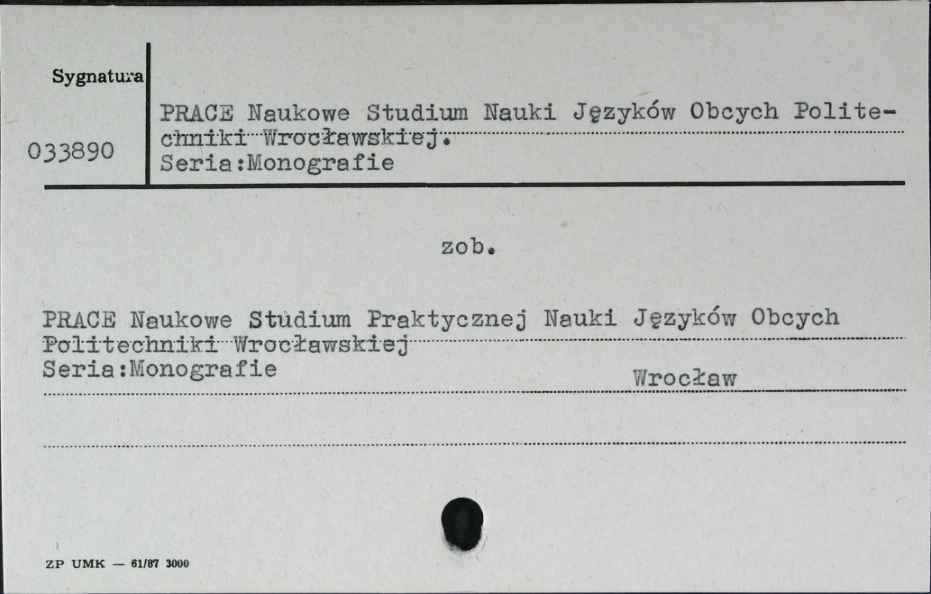 Sygnatura
PRACE Naukowe Studium Nauki Języków Obcych Polite-
chniki Wrocławskiej.
033890
Seria:Monografie
zob.
PRACE Naukowe Studium Praktycznej Nauki Języków Obcych
Politechniki Wrocławskiej
Seria:Monografie
Wrocław
ZP UMK — 61/87 3000